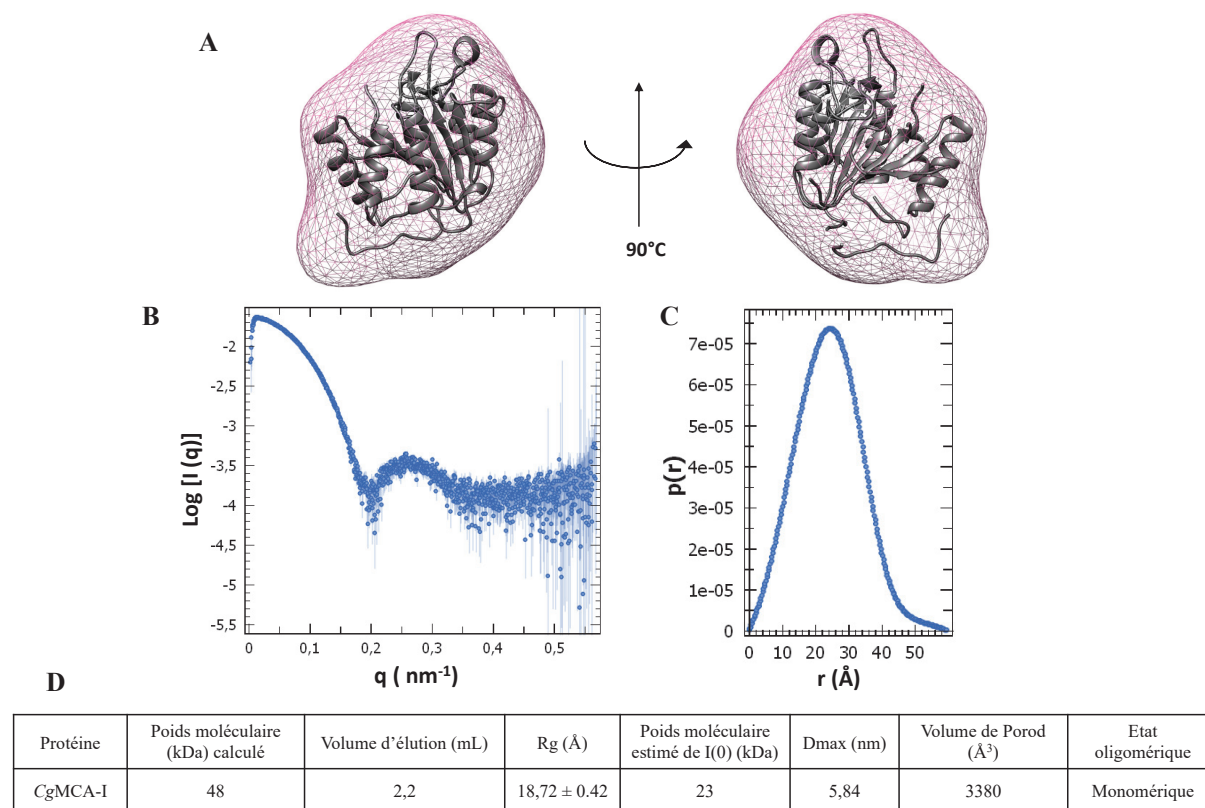 A
90°C
B
C
-2
-2,5
-3
-3,5
-4
-4,5
-5
-5,5
Log [I (q)]
0
0,1
0,2
0,3
0,4
0,5
q ( nm⁻¹)
7e-05
6e-05
5e-05
4e-05
3e-05
2e-05
1e-05
0
p(r)
0
10
20
30
40
50
r (Å)
D
Protéine
Poids moléculaire
(kDa) calculé
Volume d’élution (mL)
Rg (Å)
Poids moléculaire
estimé de I(0) (kDa)
Dmax (nm)
Volume de Porod
(Å³)
Etat
oligomérique
CgMCA-I
48
2,2
18,72 ± 0.42
23
5,84
3380
Monomérique